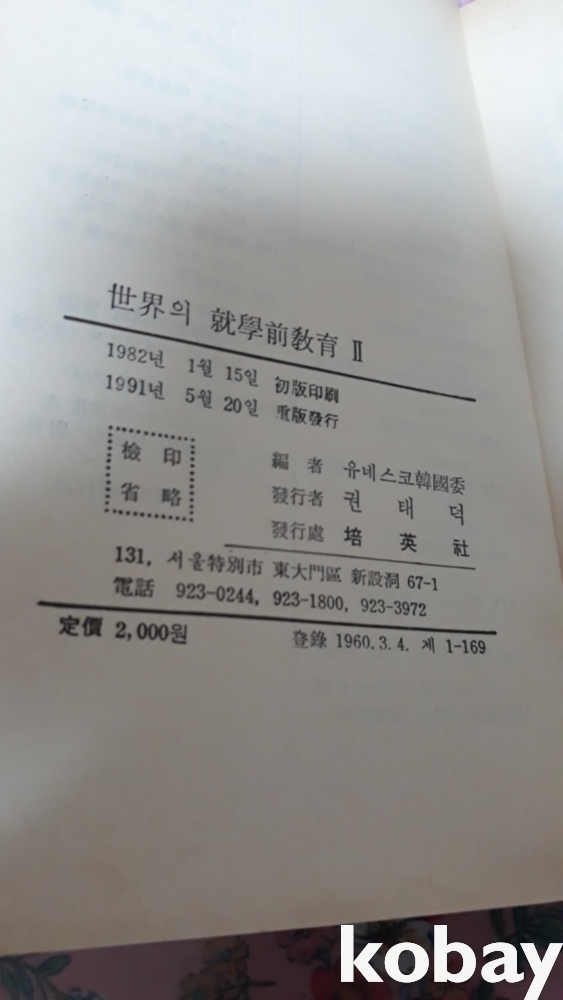 世界의 就學前敎育 II
1982년 1월 15일 初版印刷
1991년 5월 20일 重版發行
檢印
省略
編者 유네스코韓國委
發行者 권태덕
發行處 培英社
131, 서울特別市 東大門區 新設洞 67-1
電話 923-0244, 923-1800, 923-3972
定價 2,000원 登錄 1960.3.4. 제 1-169
kobay